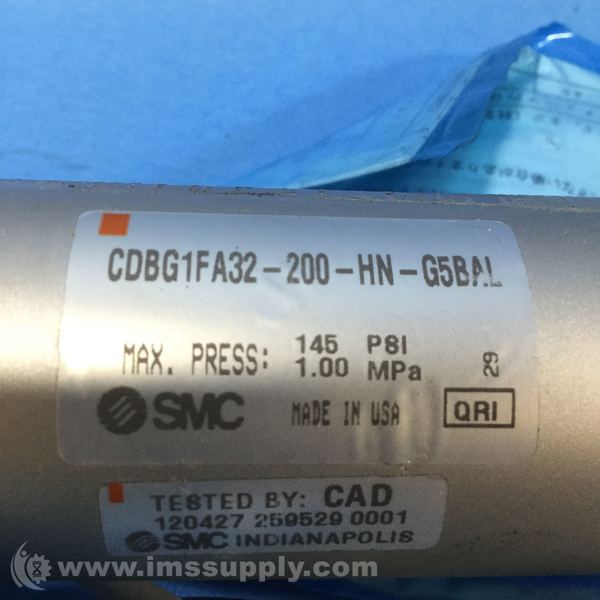 CDBG1FA32-200-HN-G5BAL
MAX. PRESS: 145 PSI
1.00 MPa
29
SMC MADE IN USA QRI
TESTED BY: CAD
120427 259529 0001
SMC INDIANAPOLIS
© www.imssupply.com/